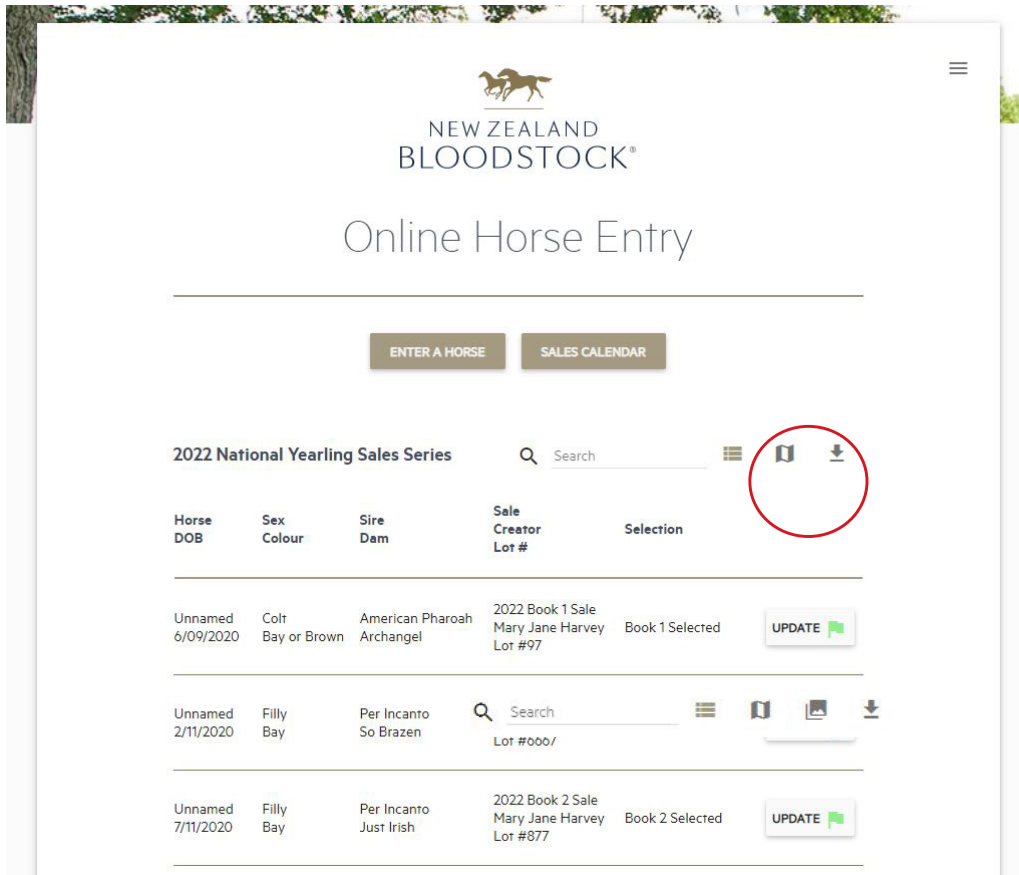 NEW ZEALAND
BLOODSTOCK®
Online Horse Entry
ENTER A HORSE SALES CALENDAR
2022 National Yearling Sales Series Search
Horse DOB Sex Colour Sire Dam Sale Creator Lot # Selection
Unnamed 6/09/2020 Colt Bay or Brown American Pharoah Archangel 2022 Book 1 Sale Mary Jane Harvey Lot #97 Book 1 Selected UPDATE
Unnamed 2/11/2020 Filly Bay Per Incanto So Brazen Search Lot #6667
Unnamed 7/11/2020 Filly Bay Per Incanto Just Irish 2022 Book 2 Sale Mary Jane Harvey Lot #877 Book 2 Selected UPDATE